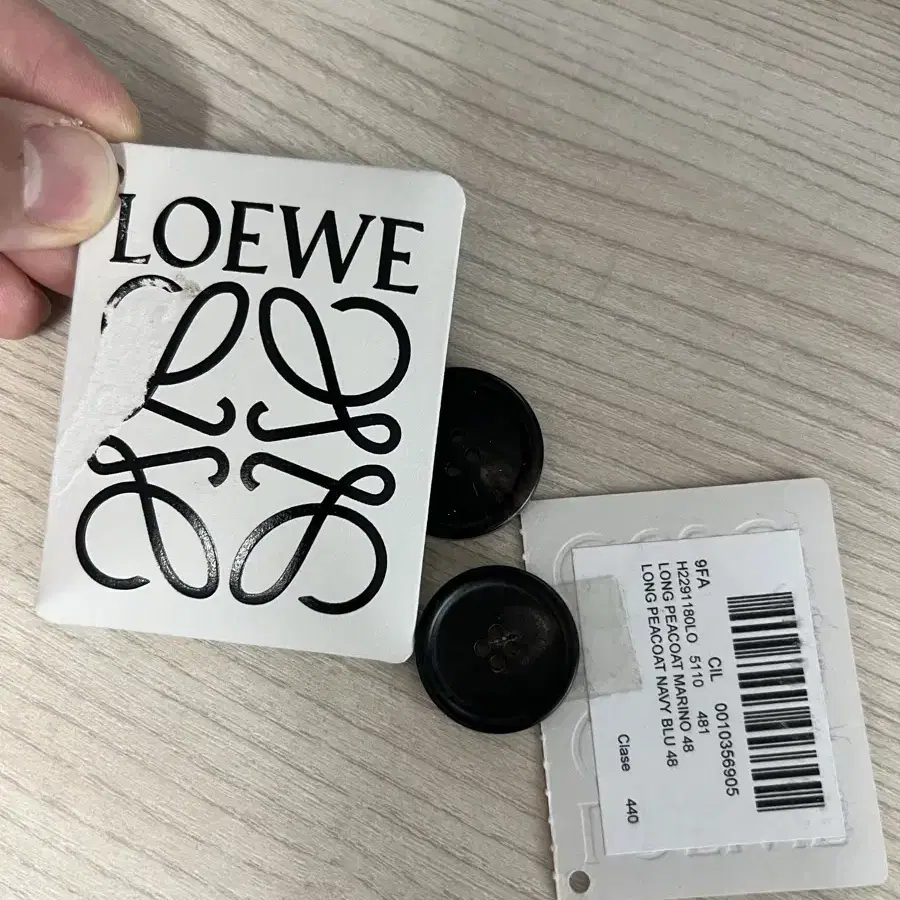 LOEWE
9FA CIL 0010356905
H2291180LO 5110 481
LONG PEACOAT MARINO 48
LONG PEACOAT NAVY BLU 48
Clase 440